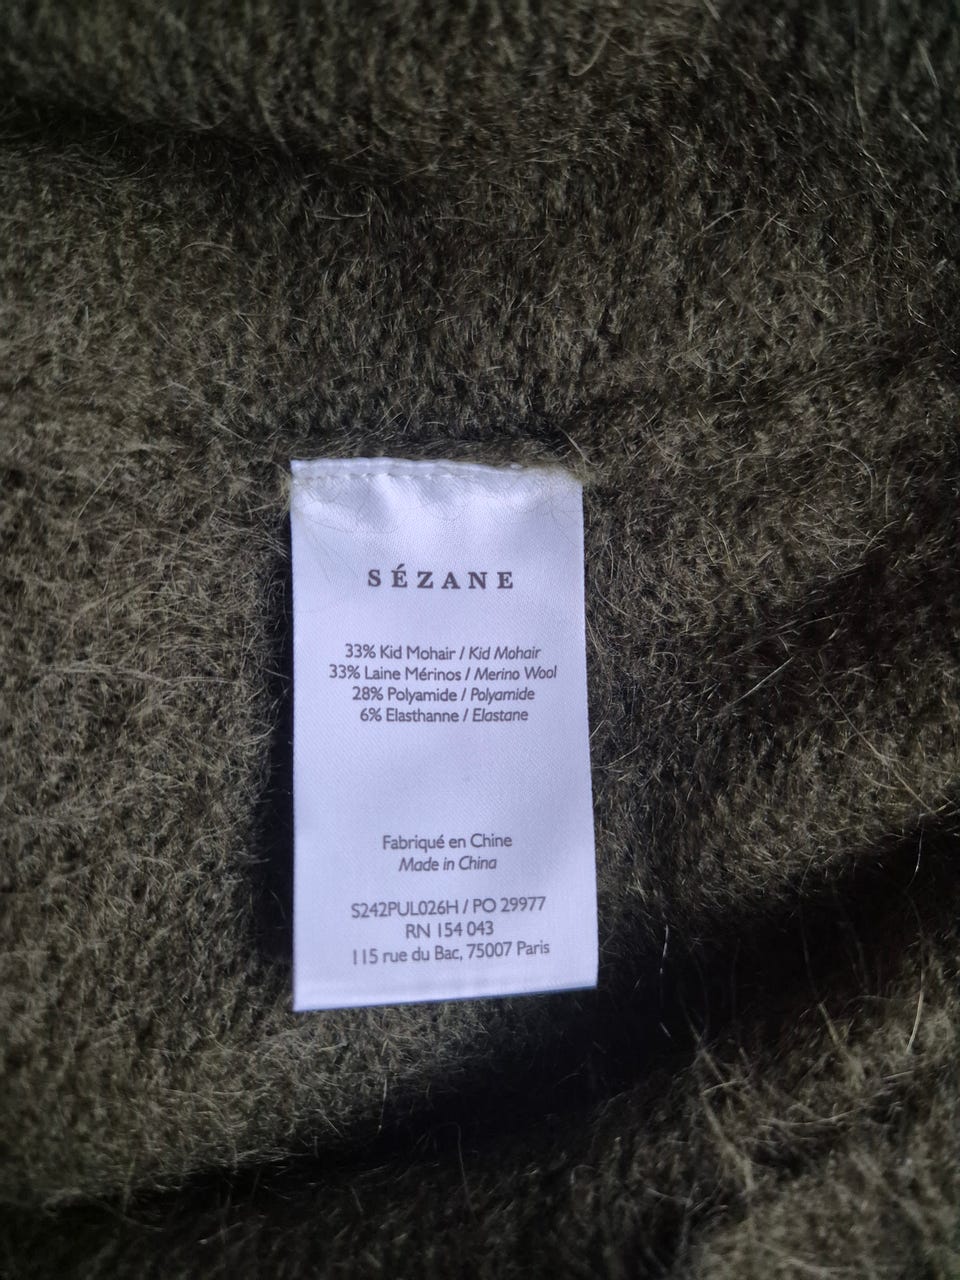 SÉZANE
33% Kid Mohair / Kid Mohair
33% Laine Mérinos / Merino Wool
28% Polyamide / Polyamide
6% Elasthanne / Elastane
Fabriqué en Chine
Made in China
S242PUL026H / PO 29977
RN 154 043
115 rue du Bac, 75007 Paris